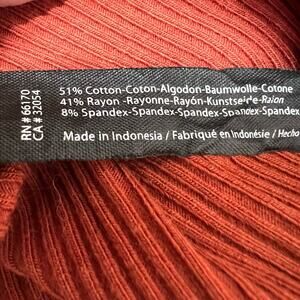 RN # 66170
CA # 32054
51% Cotton-Coton-Algodon-Baumwolle-Cotone
41% Rayon -Rayonne-Rayón-Kunstseide-Raion
8% Spandex-Spandex-Spandex-Spandex-Spandex
Made in Indonesia / Fabriqué en Indonésie / Hecho